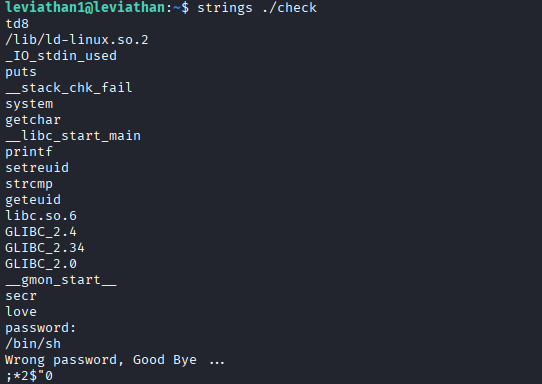 leviathan1@leviathan:~$ strings ./check
td8
/lib/ld-linux.so.2
_IO_stdin_used
puts
__stack_chk_fail
system
getchar
__libc_start_main
printf
setreuid
strcmp
geteuid
libc.so.6
GLIBC_2.4
GLIBC_2.34
GLIBC_2.0
__gmon_start__
secr
love
password:
/bin/sh
Wrong password, Good Bye ...
;*2$"0